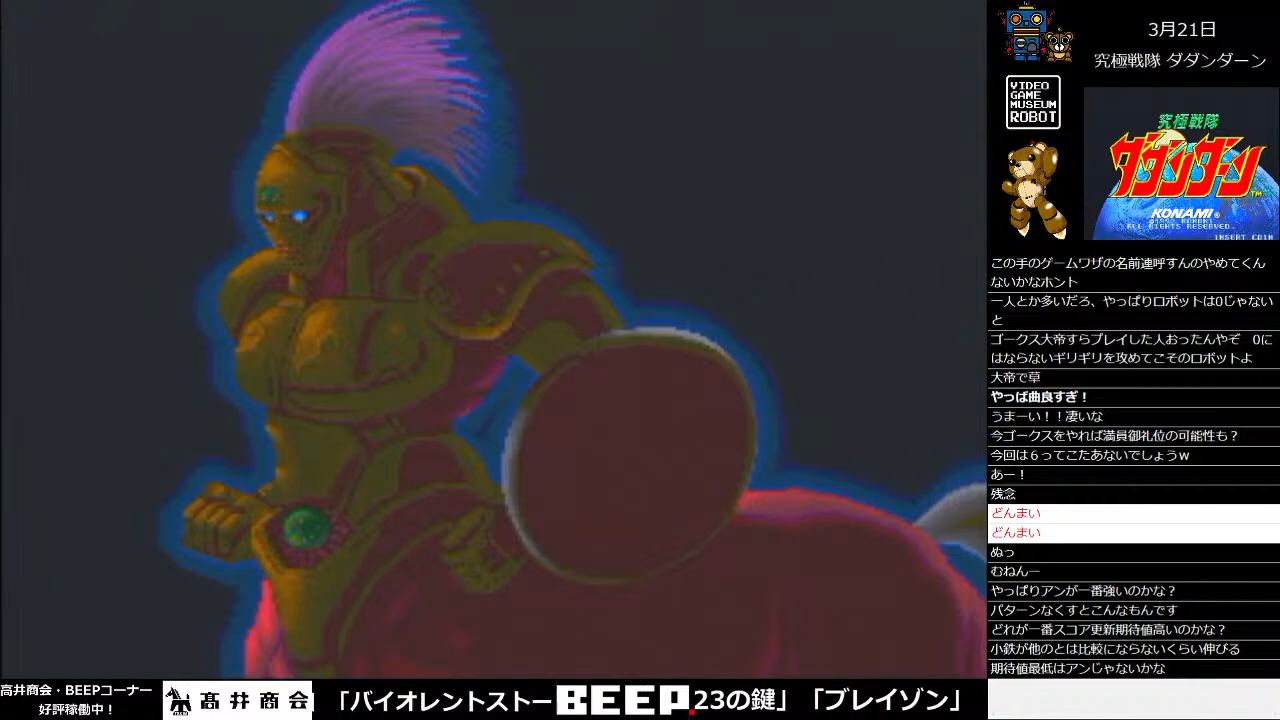 3月21日
究極戦隊 ダダンダーン
VIDEO
GAME
MUSEUM
ROBOT
究極戦隊
ダダンダーン
TM
KONAMI®
ALL RIGHTS RESERVED.
INSERT COIN
この手のゲームワザの名前連呼すんのやめてくん
ないかなホント
一人とか多いだろ、やっぱりロボットは0じゃない
と
ゴークス大帝すらプレイした人おったんやぞ　0に
はならないギリギリを攻めてこそのロボットよ
大帝で草
やっぱ曲良すぎ！
うまーい！！凄いな
今ゴークスをやれば満員御礼位の可能性も？
今回は６ってこたあないでしょうｗ
あー！
残念
どんまい
どんまい
ぬっ
むねんー
やっぱりアンが一番強いのかな？
パターンなくすとこんなもんです
どれが一番スコア更新期待値高いのかな？
小鉄が他のとは比較にならないくらい伸びる
期待値最低はアンじゃないかな
高井商会・BEEPコーナー
好評稼働中！
髙井商会
「バイオレントストー
BEEP.
23の鍵」「ブレイゾン」